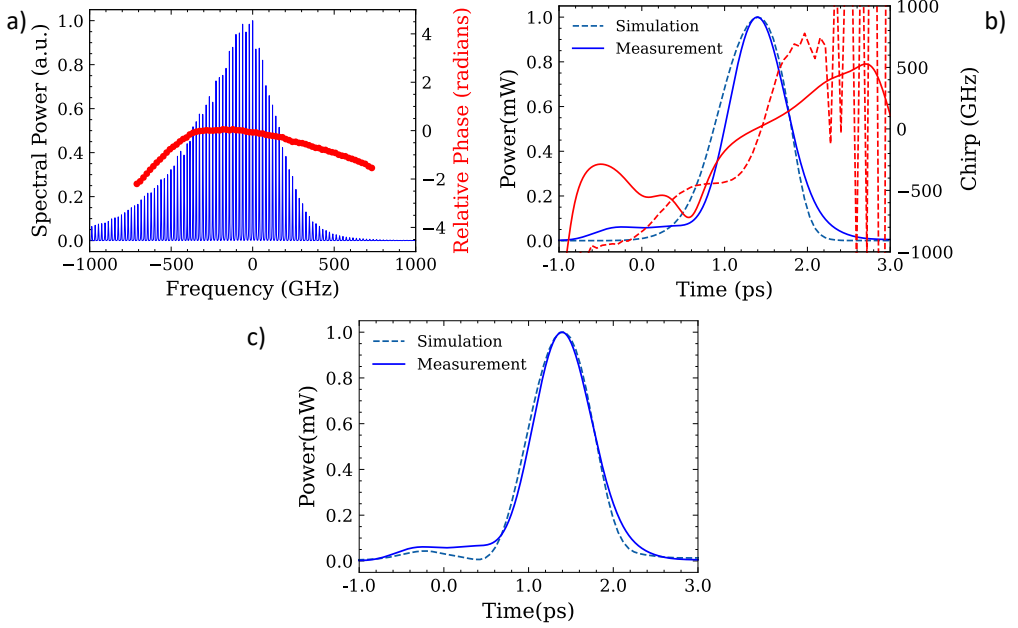 a)
Spectral Power (a.u.)
1.0
0.8
0.6
0.4
0.2
0.0
−1000
−500
0
500
1000
Frequency (GHz)
4
2
0
−2
−4
Relative Phase (radians)
b)
Simulation
Measurement
Power(mW)
1.0
0.8
0.6
0.4
0.2
0.0
-1.0
0.0
1.0
2.0
3.0
Time (ps)
1000
500
0
−500
−1000
Chirp (GHz)
c)
Simulation
Measurement
Power(mW)
1.0
0.8
0.6
0.4
0.2
0.0
-1.0
0.0
1.0
2.0
3.0
Time(ps)